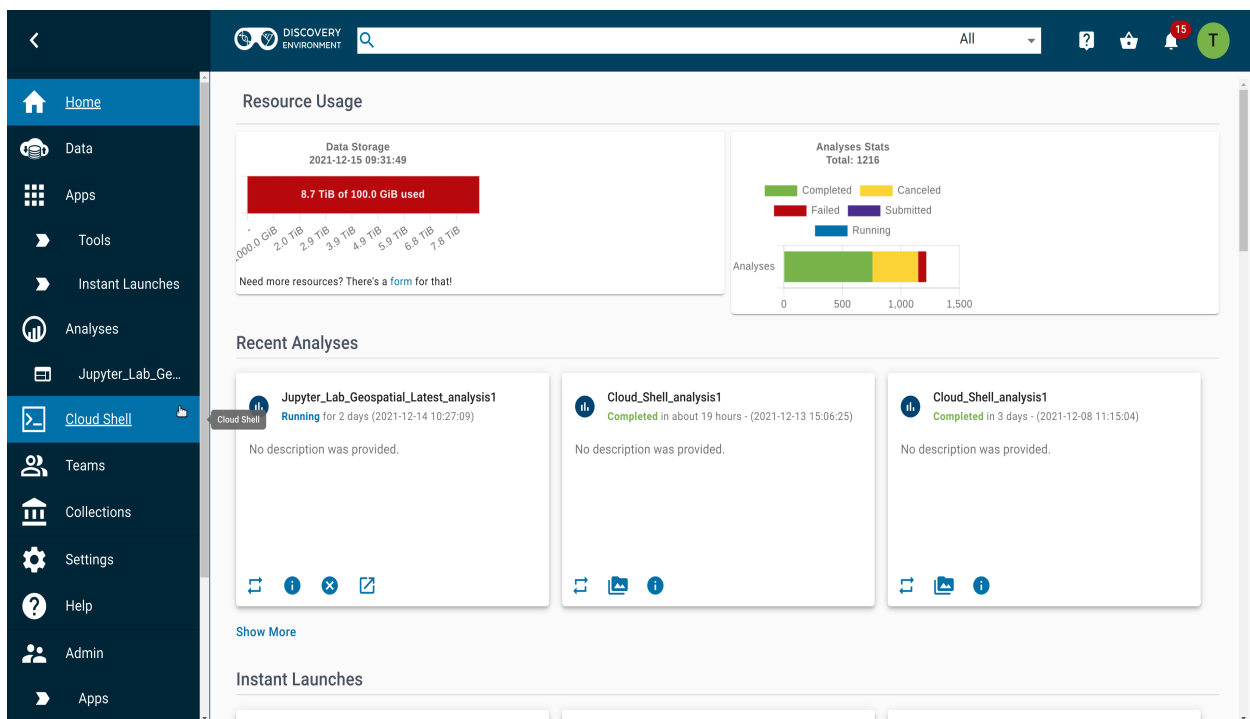 DISCOVERY
ENVIRONMENT
All
15
T
Home
Data
Apps
Tools
Instant Launches
Analyses
Jupyter_Lab_Ge...
Cloud Shell
Teams
Collections
Settings
Help
Admin
Apps
Cloud Shell
Resource Usage
Data Storage
2021-12-15 09:31:49
8.7 TiB of 100.0 GiB used
2.0 TiB
2.9 TiB
3.9 TiB
4.9 TiB
5.9 TiB
6.8 TiB
7.8 TiB
Need more resources? There's a form for that!
Analyses Stats
Total: 1216
Completed Canceled
Failed Submitted
Running
Analyses
0 500 1,000 1,500
Recent Analyses
Jupyter_Lab_Geospatial_Latest_analysis1
Running for 2 days (2021-12-14 10:27:09)
No description was provided.
Cloud_Shell_analysis1
Completed in about 19 hours - (2021-12-13 15:06:25)
No description was provided.
Cloud_Shell_analysis1
Completed in 3 days - (2021-12-08 11:15:04)
No description was provided.
Show More
Instant Launches